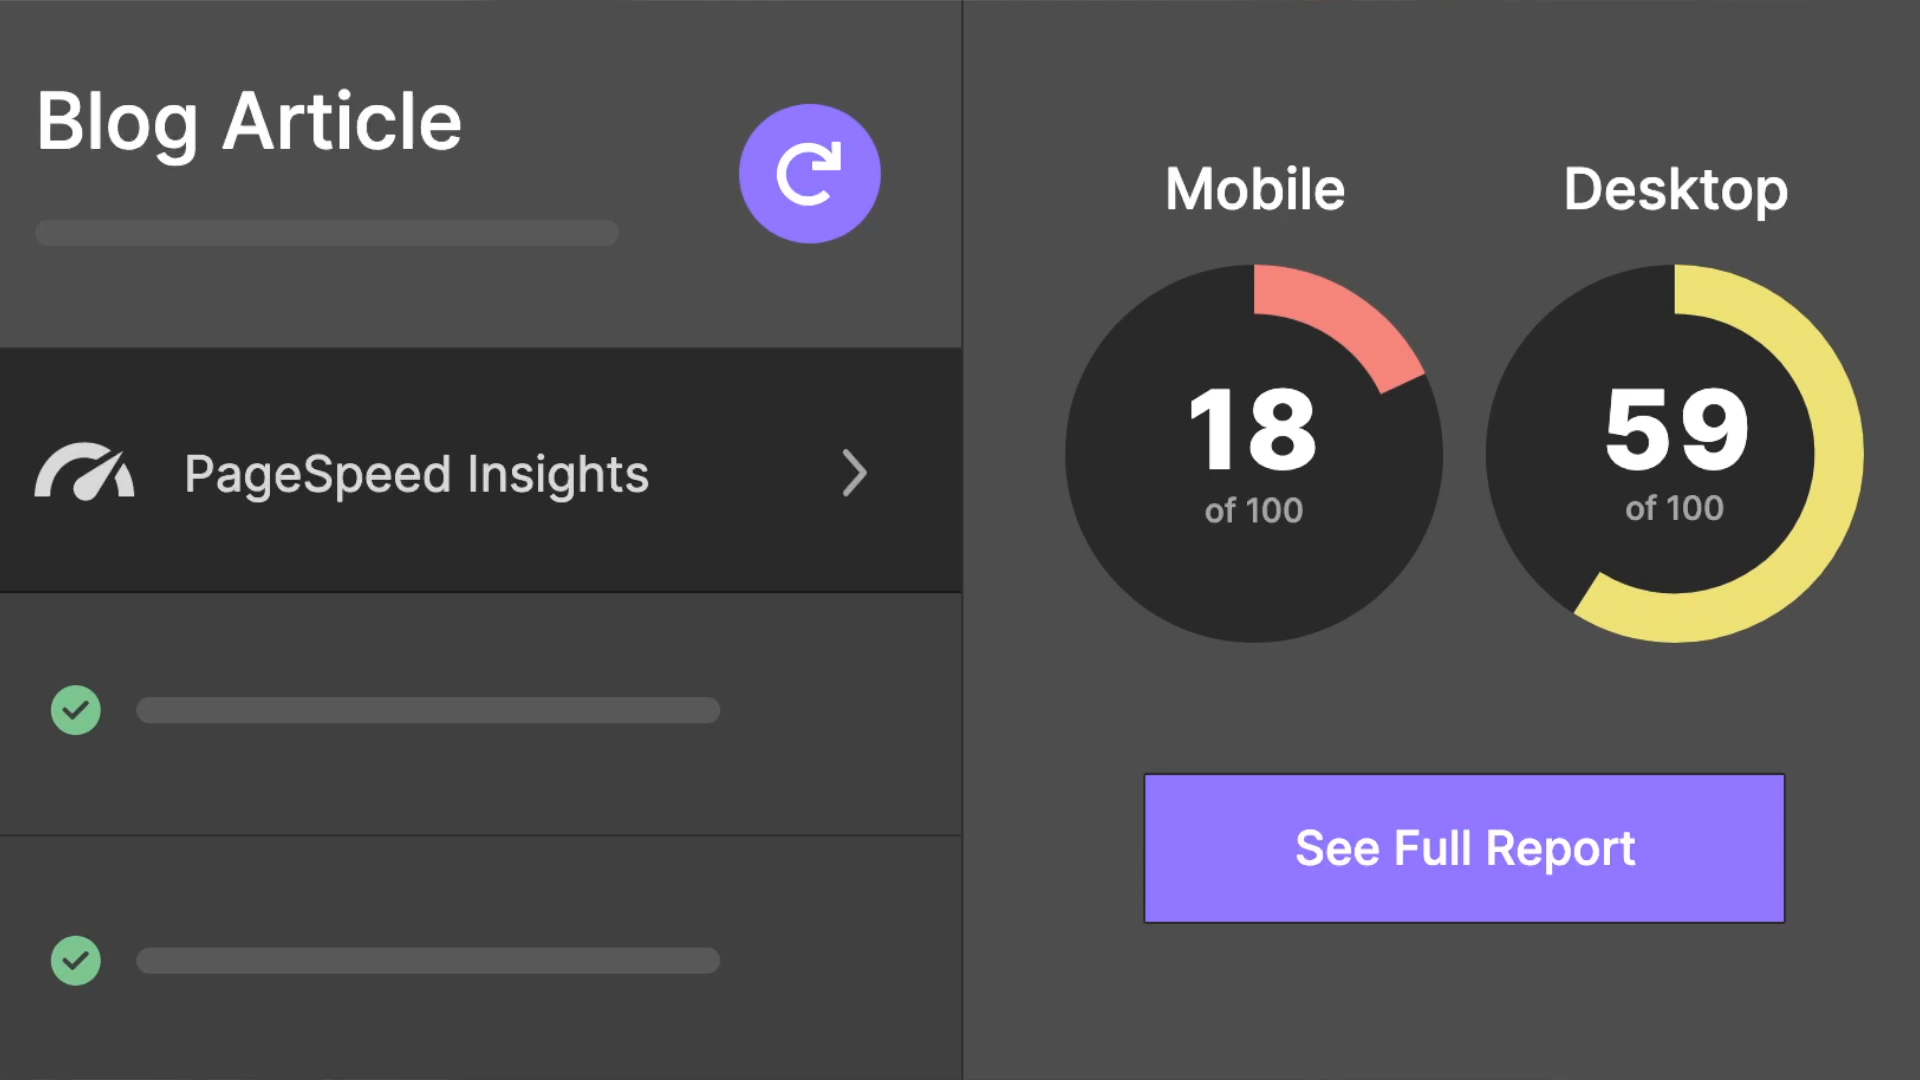 Blog Article
PageSpeed Insights
Mobile
18
of 100
Desktop
59
of 100
See Full Report